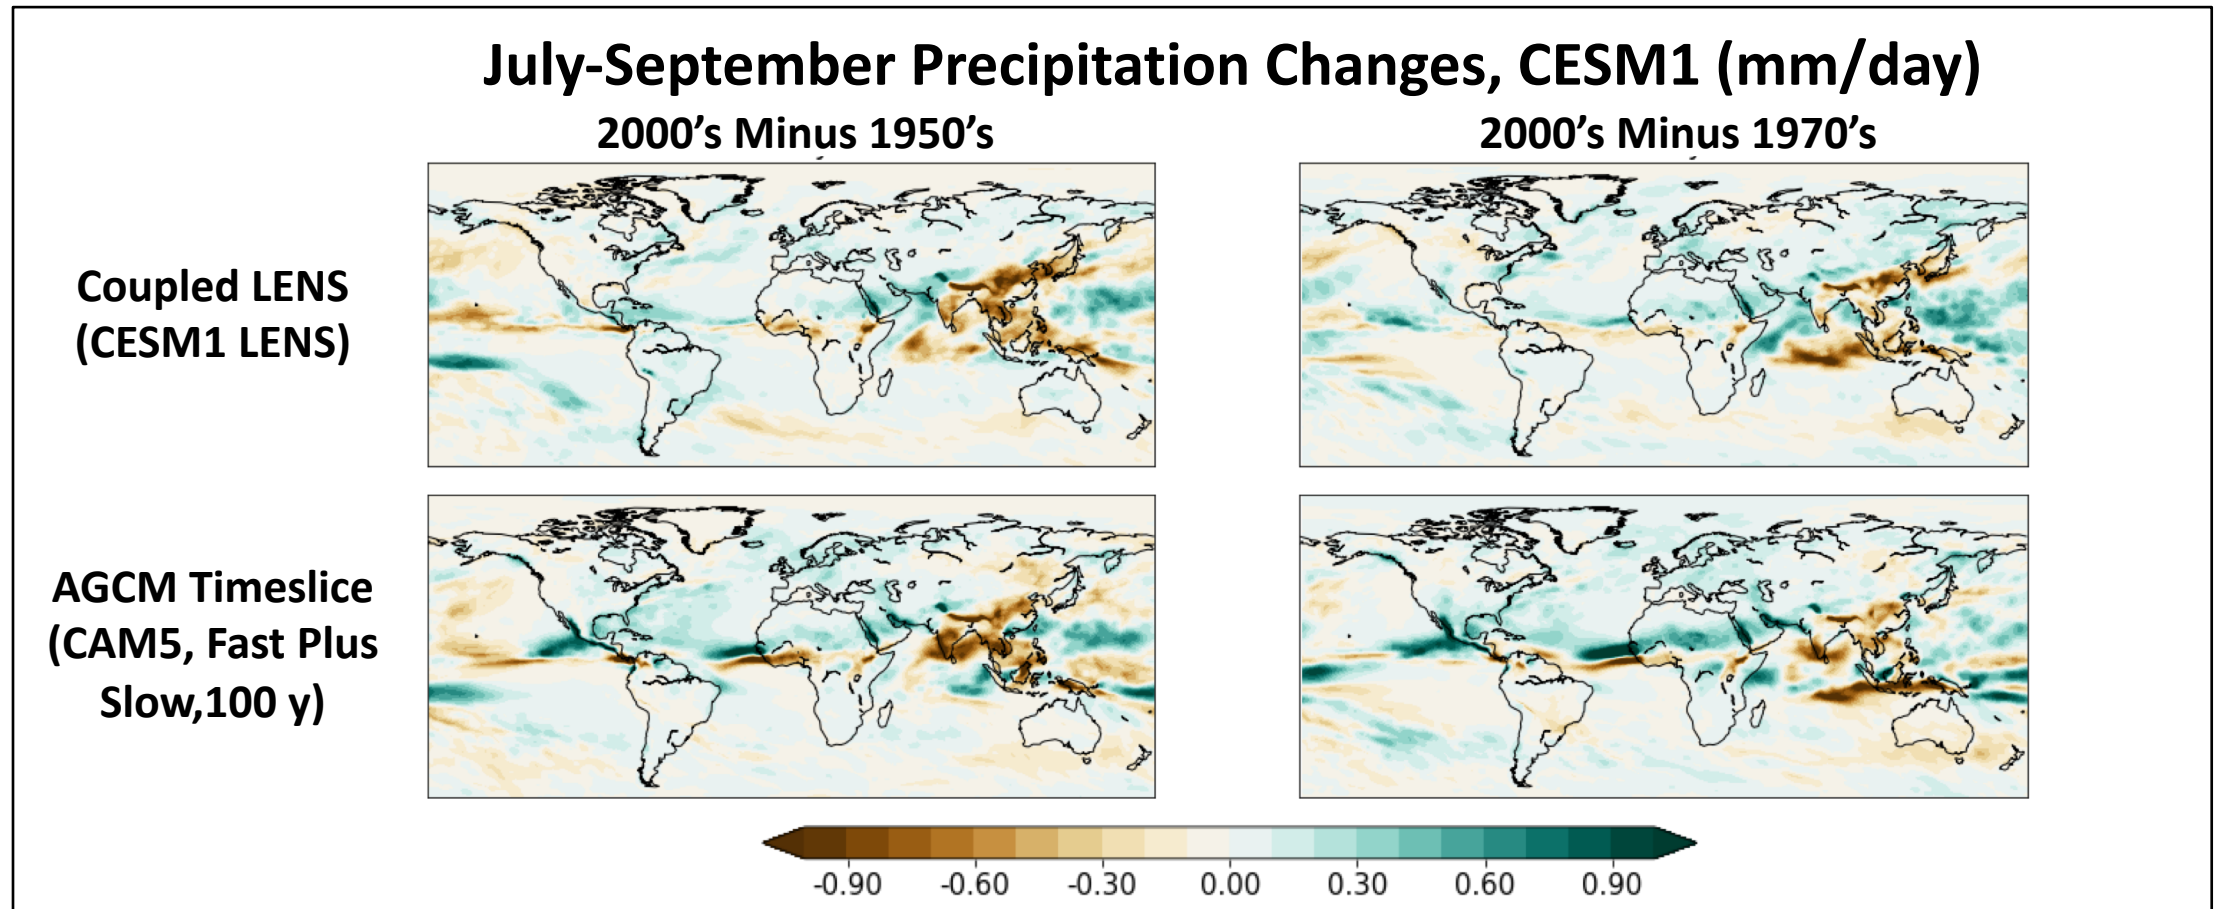 July-September Precipitation Changes, CESM1 (mm/day)
2000’s Minus 1950’s
2000’s Minus 1970’s
Coupled LENS
(CESM1 LENS)
AGCM Timeslice
(CAM5, Fast Plus
Slow,100 y)
-0.90 -0.60 -0.30 0.00 0.30 0.60 0.90